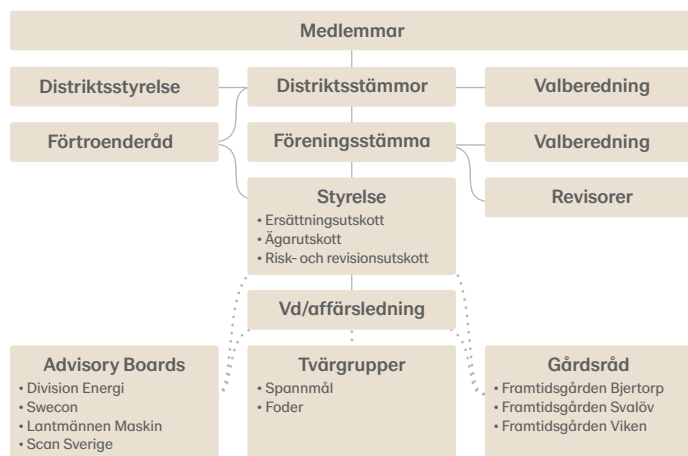 Medlemmar
Distriktsstyrelse
Distriktsstämmor
Valberedning
Förtroenderåd
Föreningsstämma
Valberedning
Styrelse
• Ersättningsutskott
• Ägarutskott
• Risk- och revisionsutskott
Revisorer
Vd/affärsledning
Advisory Boards
• Division Energi
• Swecon
• Lantmännen Maskin
• Scan Sverige
Tvärgrupper
• Spannmål
• Foder
Gårdsråd
• Framtidsgården Bjertorp
• Framtidsgården Svalöv
• Framtidsgården Viken